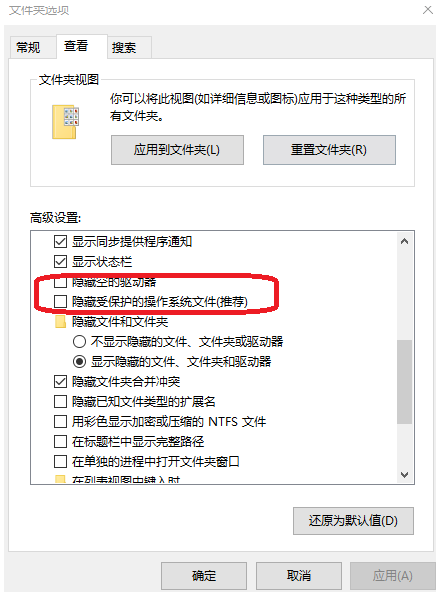 文件夹选项
常规
查看
搜索
文件夹视图
你可以将此视图(如详细信息或图标)应用于这种类型的所
有文件夹。
应用到文件夹(L)
重置文件夹(R)
高级设置:
显示同步提供程序通知
显示状态栏
隐藏空的驱动器
隐藏受保护的操作系统文件(推荐)
隐藏文件和文件夹
不显示隐藏的文件、文件夹或驱动器
显示隐藏的文件、文件夹和驱动器
隐藏文件夹合并冲突
隐藏已知文件类型的扩展名
用彩色显示加密或压缩的 NTFS 文件
在标题栏中显示完整路径
在单独的进程中打开文件夹窗口
在列表视图中键入时
还原为默认值(D)
确定
取消
应用(A)